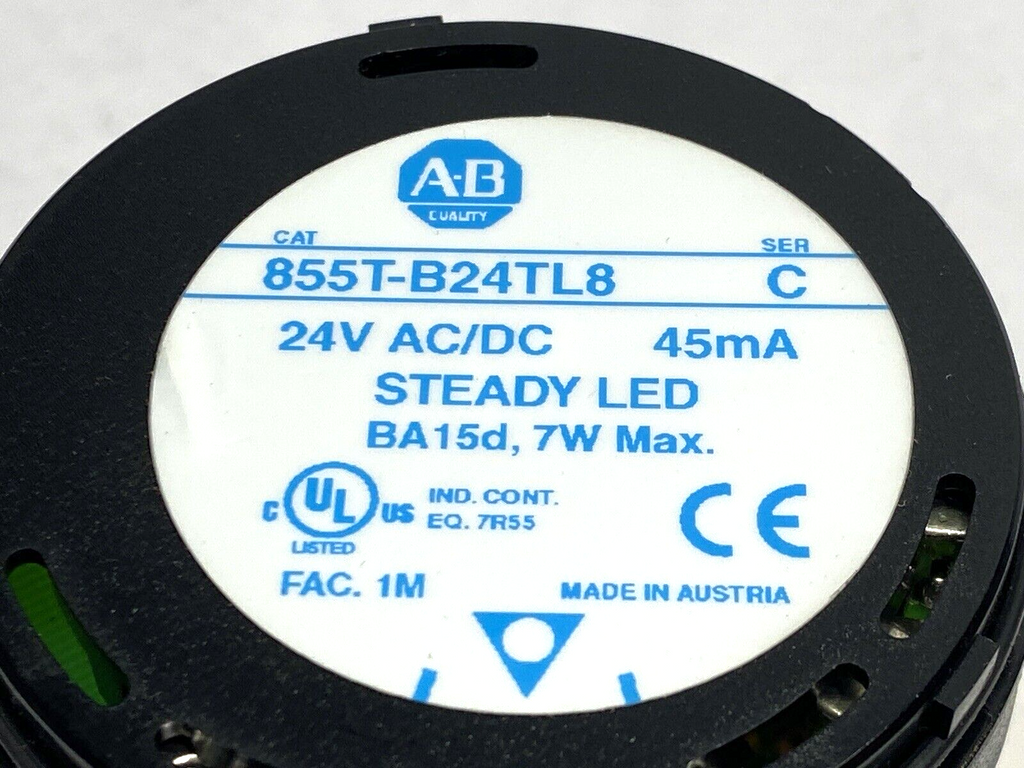 A-B
QUALITY
CAT SER
855T-B24TL8 C
24V AC/DC 45mA
STEADY LED
BA15d, 7W Max.
C UL US IND. CONT.
EQ. 7R55
LISTED
CE
FAC. 1M MADE IN AUSTRIA